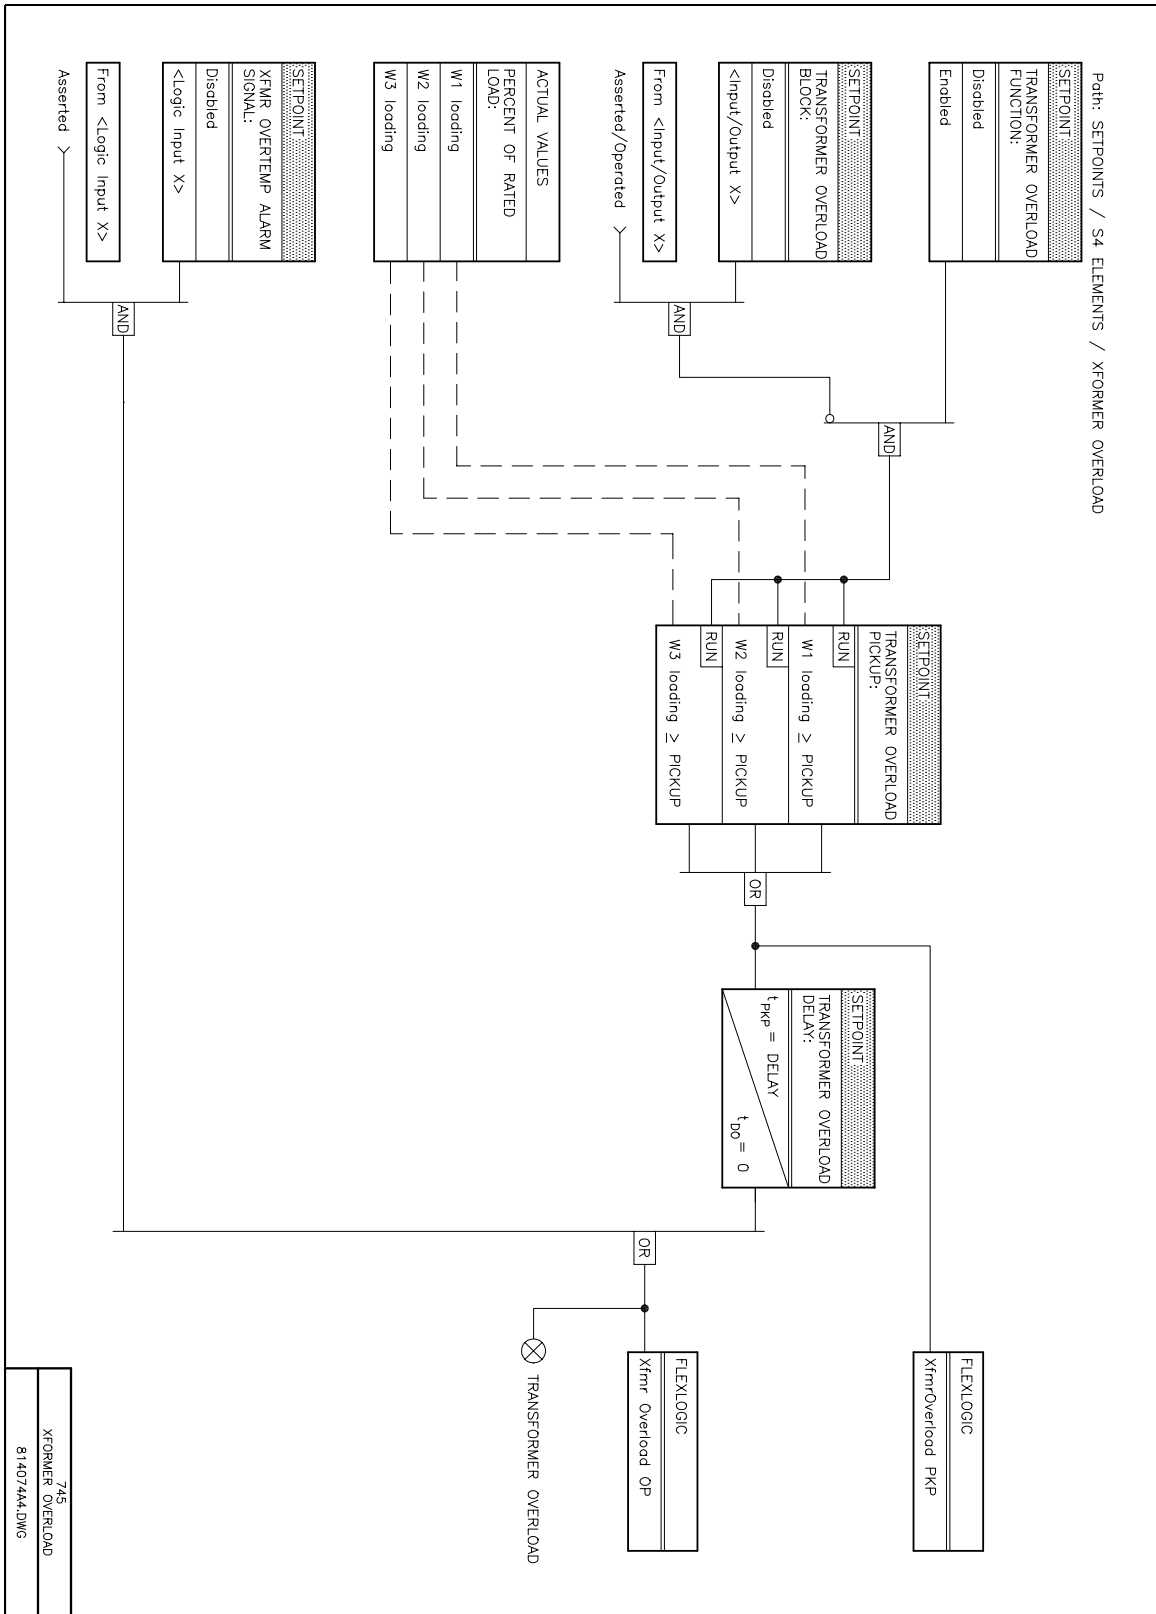 Path: SETPOINTS / S4 ELEMENTS / XFORMER OVERLOAD
SETPOINT
TRANSFORMER OVERLOAD
FUNCTION:
Disabled
Enabled
SETPOINT
TRANSFORMER OVERLOAD
BLOCK:
Disabled
<Input/Output X>
From <Input/Output X>
Asserted/Operated
ACTUAL VALUES
PERCENT OF RATED
LOAD:
W1 loading
W2 loading
W3 loading
SETPOINT
XFMR OVERTEMP ALARM
SIGNAL:
Disabled
<Logic Input X>
From <Logic Input X>
Asserted
AND
AND
AND
SETPOINT
TRANSFORMER OVERLOAD
PICKUP:
RUN
W1 loading ≥ PICKUP
RUN
W2 loading ≥ PICKUP
RUN
W3 loading ≥ PICKUP
OR
SETPOINT
TRANSFORMER OVERLOAD
DELAY:
tPKP = DELAY
tDO = 0
OR
FLEXLOGIC
XfmrOverload PKP
FLEXLOGIC
Xfmr Overload OP
TRANSFORMER OVERLOAD
745
XFORMER OVERLOAD
814074A4.DWG